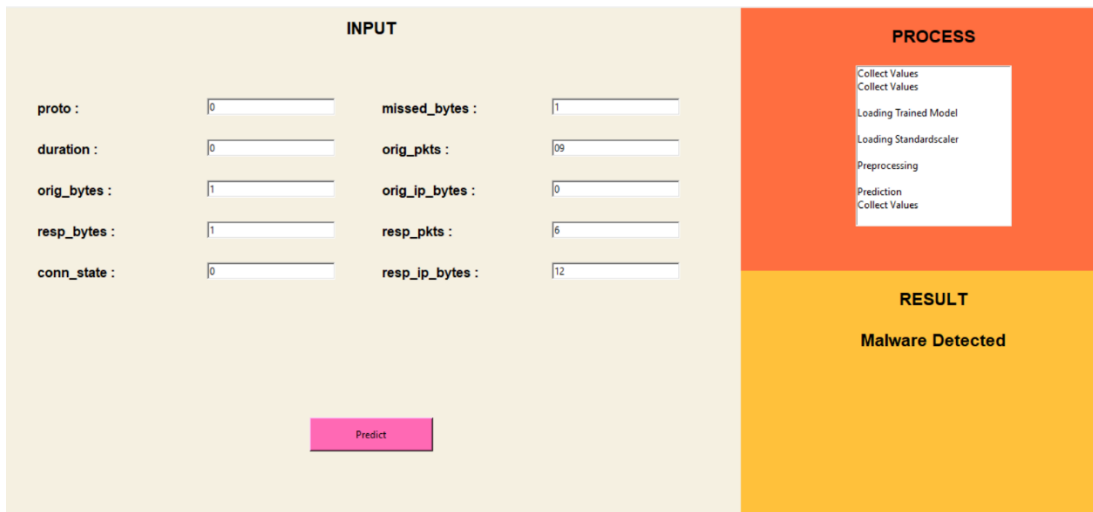 INPUT
proto : 0 missed_bytes : 1
duration : 0 orig_pkts : 09
orig_bytes : 1 orig_ip_bytes : 0
resp_bytes : 1 resp_pkts : 6
conn_state : 0 resp_ip_bytes : 12
Predict
PROCESS
Collect Values
Collect Values
Loading Trained Model
Loading Standardscaler
Preprocessing
Prediction
Collect Values
RESULT
Malware Detected